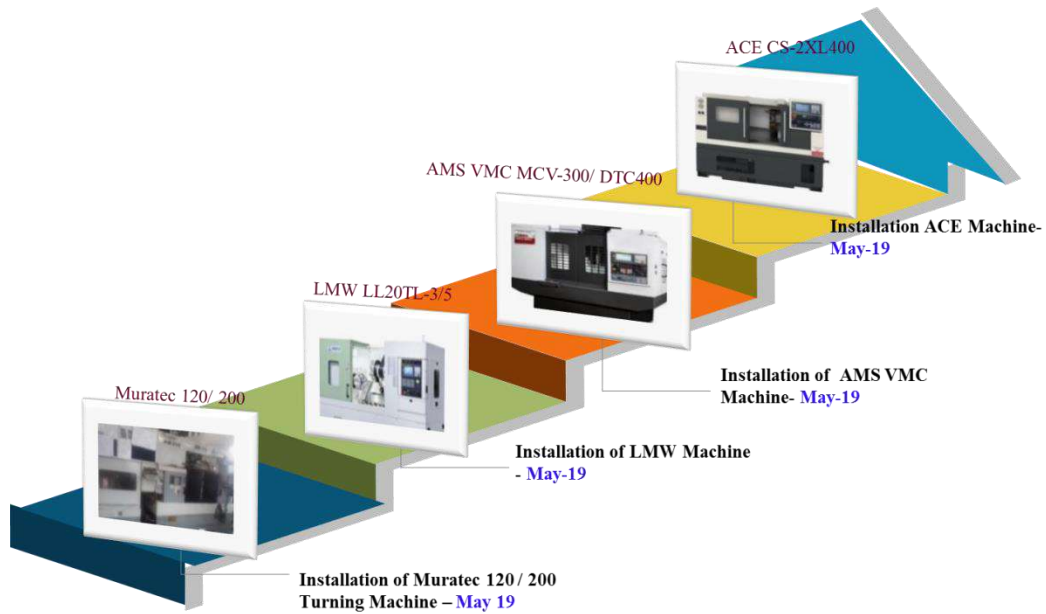 ACE CS-2XL400
AMS VMC MCV-300/ DTC400
Installation ACE Machine-
May-19
LMW LL20TL-3/5
Installation of AMS VMC
Machine- May-19
Muratec 120/ 200
Installation of LMW Machine
- May-19
Installation of Muratec 120 / 200
Turning Machine – May 19